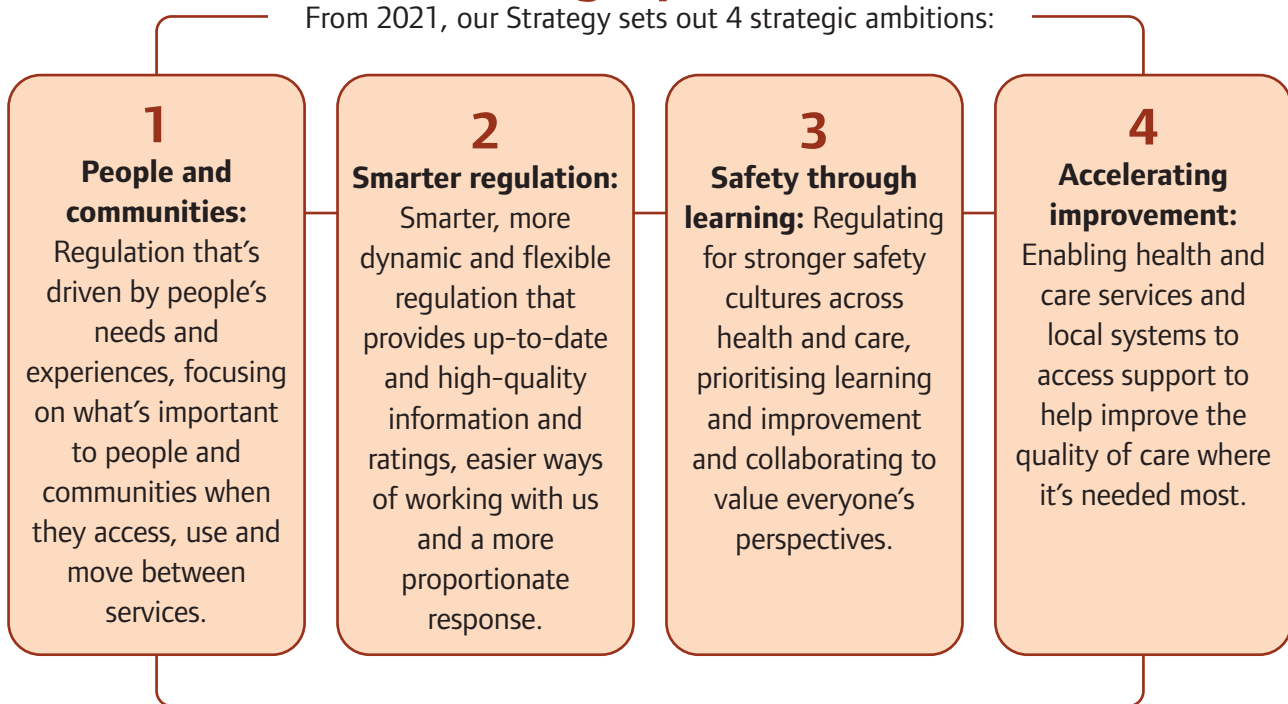 From 2021, our Strategy sets out 4 strategic ambitions:
1
People and
communities:
Regulation that’s
driven by people’s
needs and
experiences, focusing
on what’s important
to people and
communities when
they access, use and
move between
services.
2
Smarter regulation:
Smarter, more
dynamic and flexible
regulation that
provides up-to-date
and high-quality
information and
ratings, easier ways
of working with us
and a more
proportionate
response.
3
Safety through
learning: Regulating
for stronger safety
cultures across
health and care,
prioritising learning
and improvement
and collaborating to
value everyone’s
perspectives.
4
Accelerating
improvement:
Enabling health and
care services and
local systems to
access support to
help improve the
quality of care where
it’s needed most.